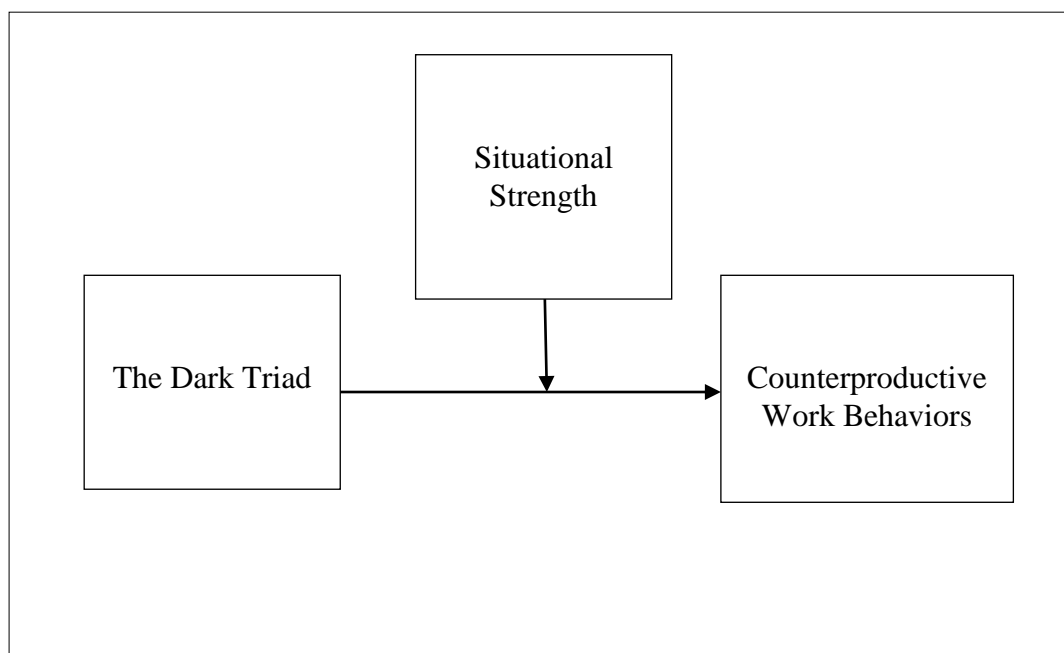 Situational
Strength
The Dark Triad
Counterproductive
Work Behaviors